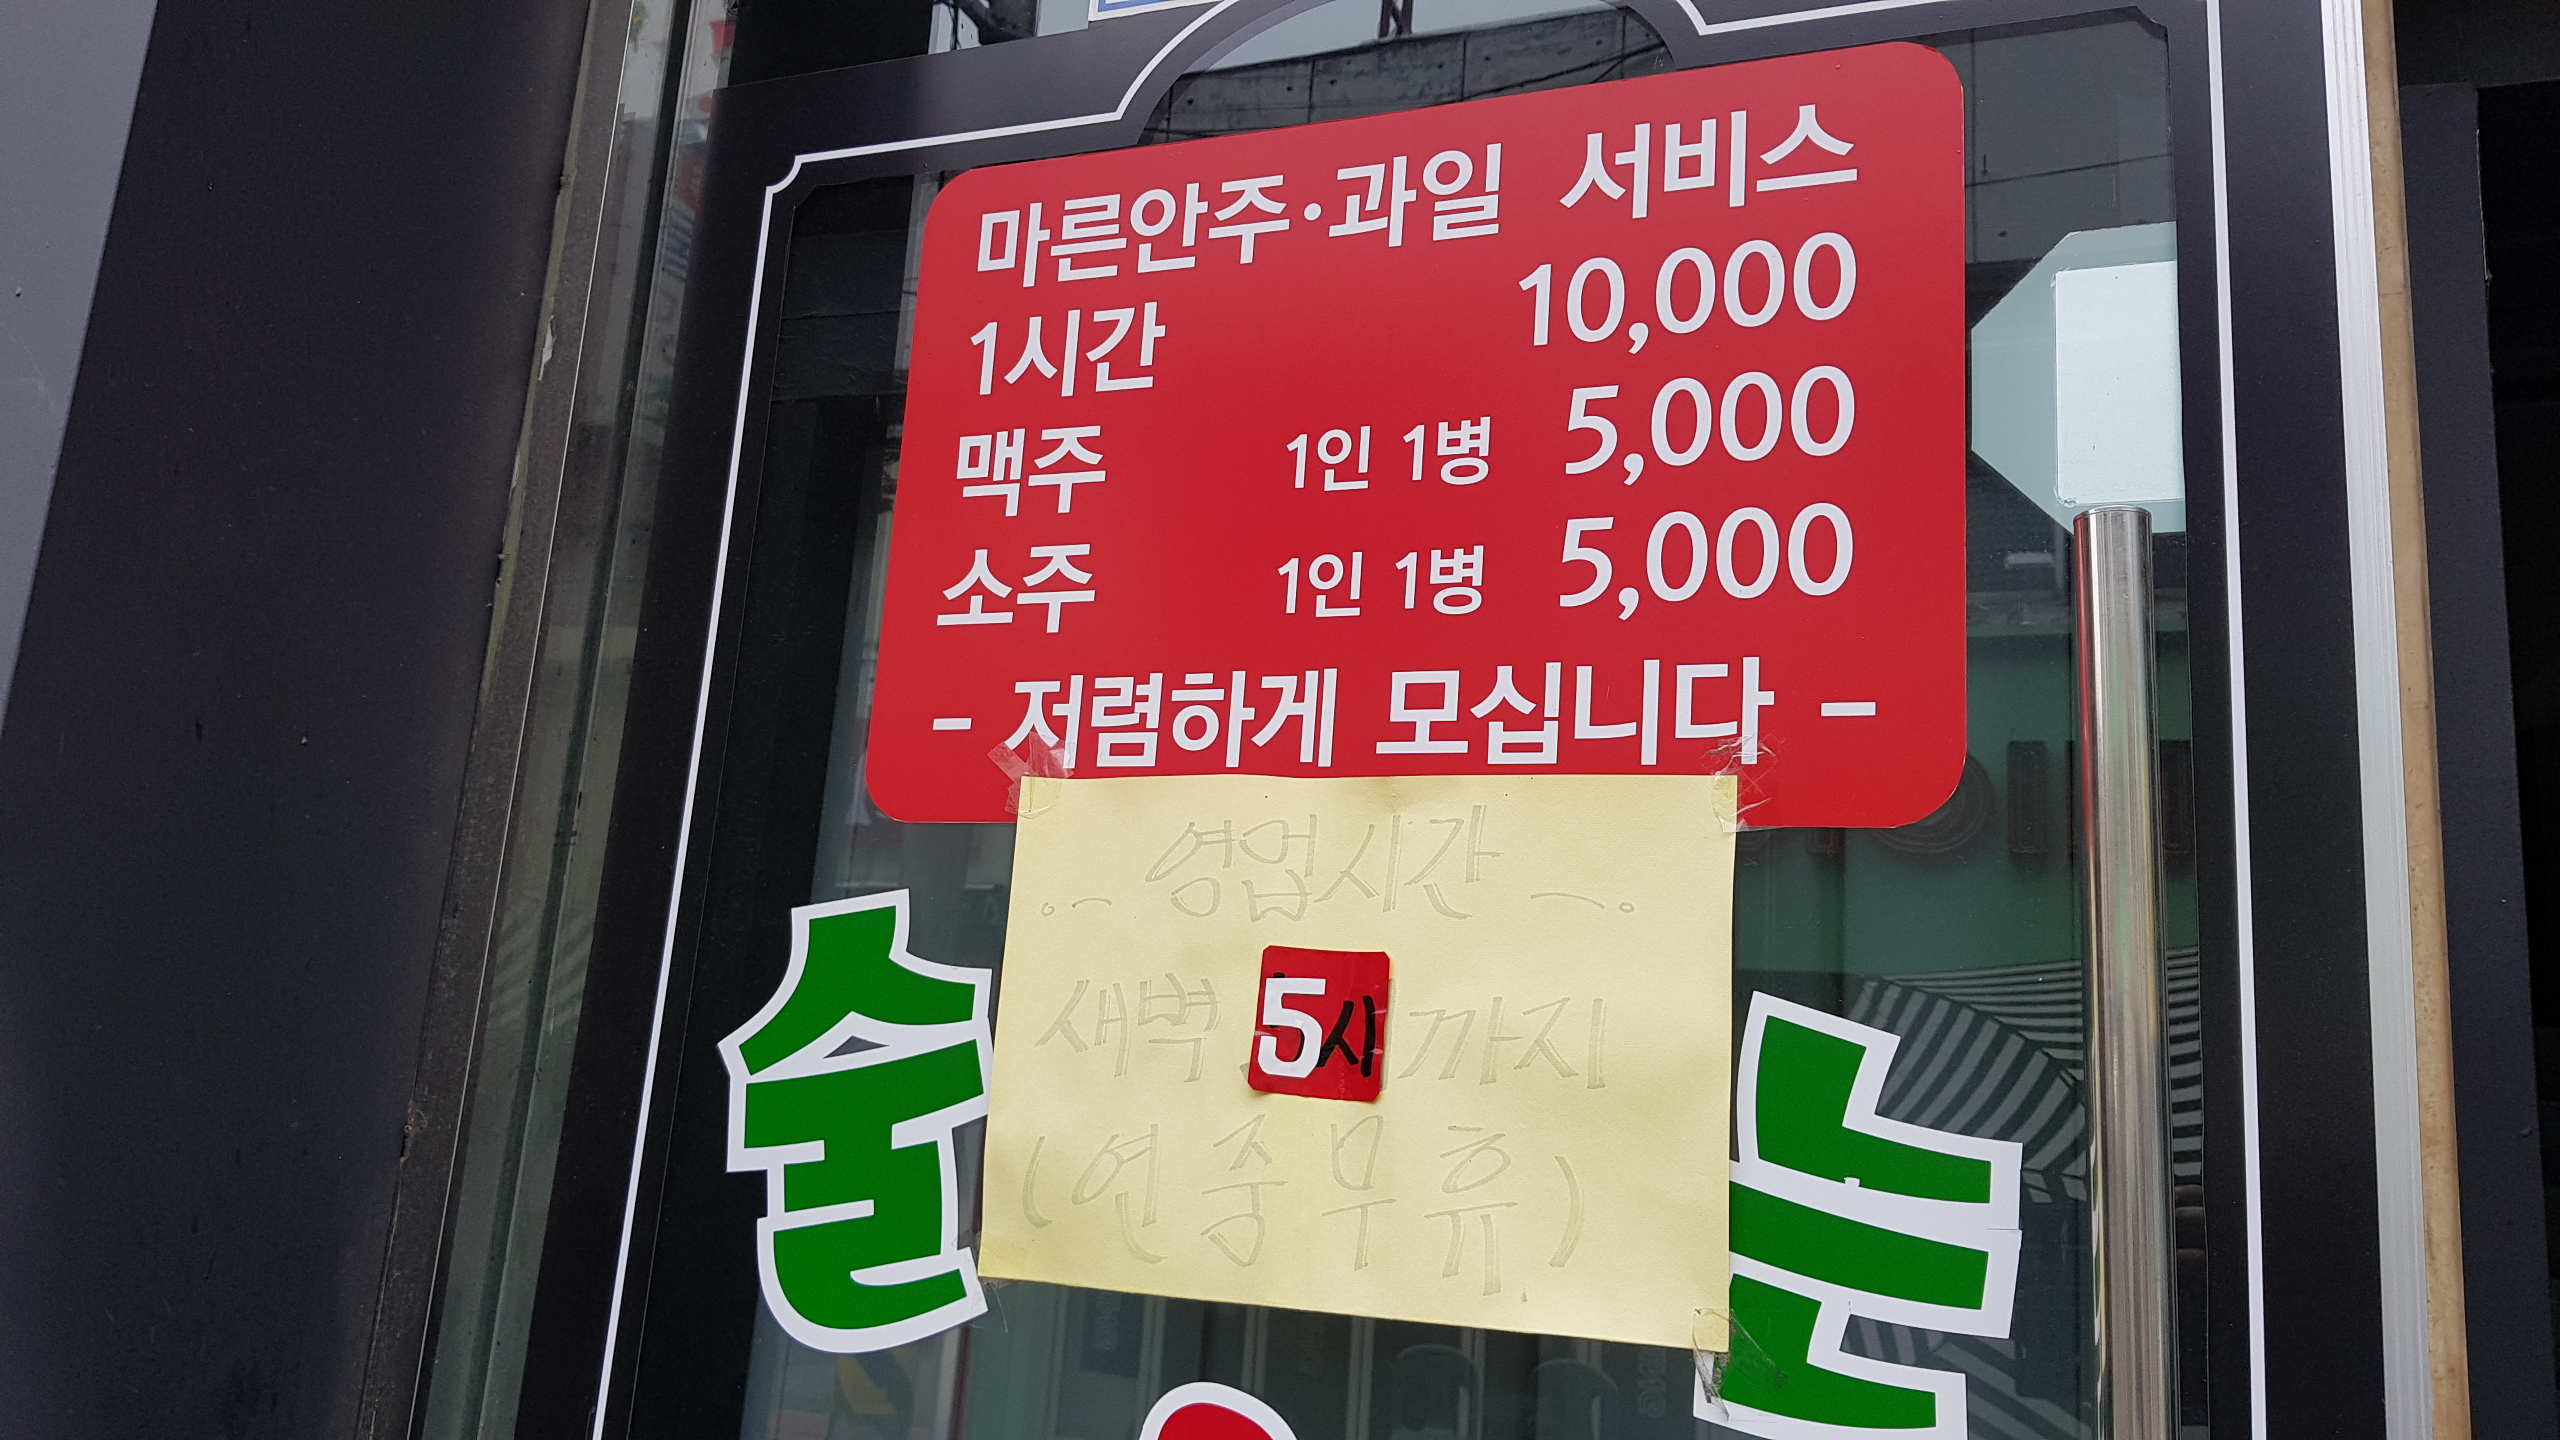 마른안주·과일 서비스
1시간 10,000
맥주 1인 1병 5,000
소주 1인 1병 5,000
- 저렴하게 모십니다 -
영업시간
새벽 5시까지
(연중무휴)
술
는